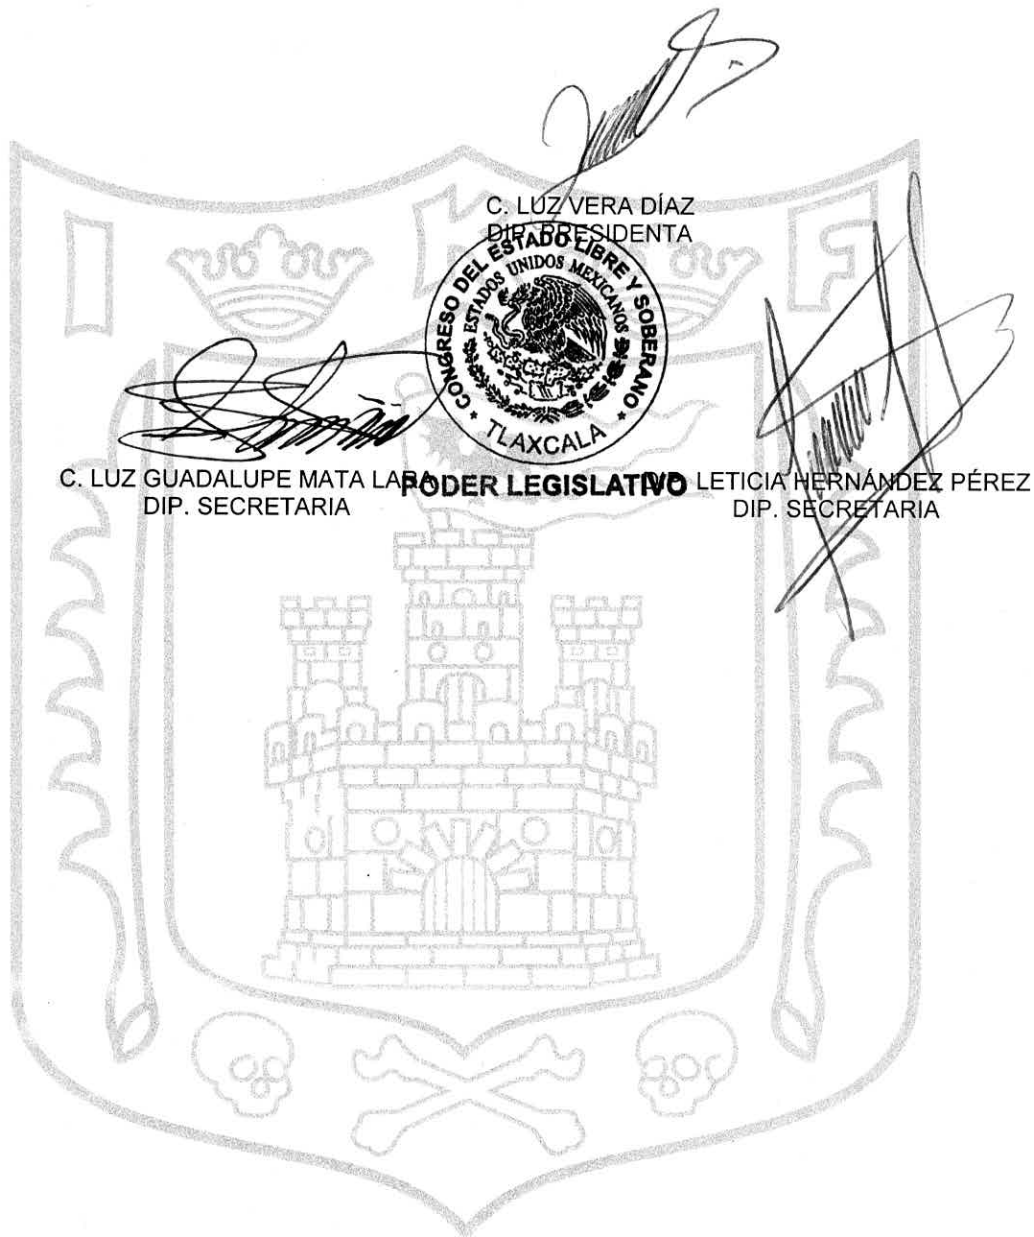 C. LUZ VERA DÍAZ
DIP. PRESIDENTA
CONGRESO DEL ESTADO LIBRE Y SOBERANO
ESTADOS UNIDOS MEXICANOS
TLAXCALA
PODER LEGISLATIVO
C. LUZ GUADALUPE MATA LARA
DIP. SECRETARIA
LETICIA HERNÁNDEZ PÉREZ
DIP. SECRETARIA
I K F